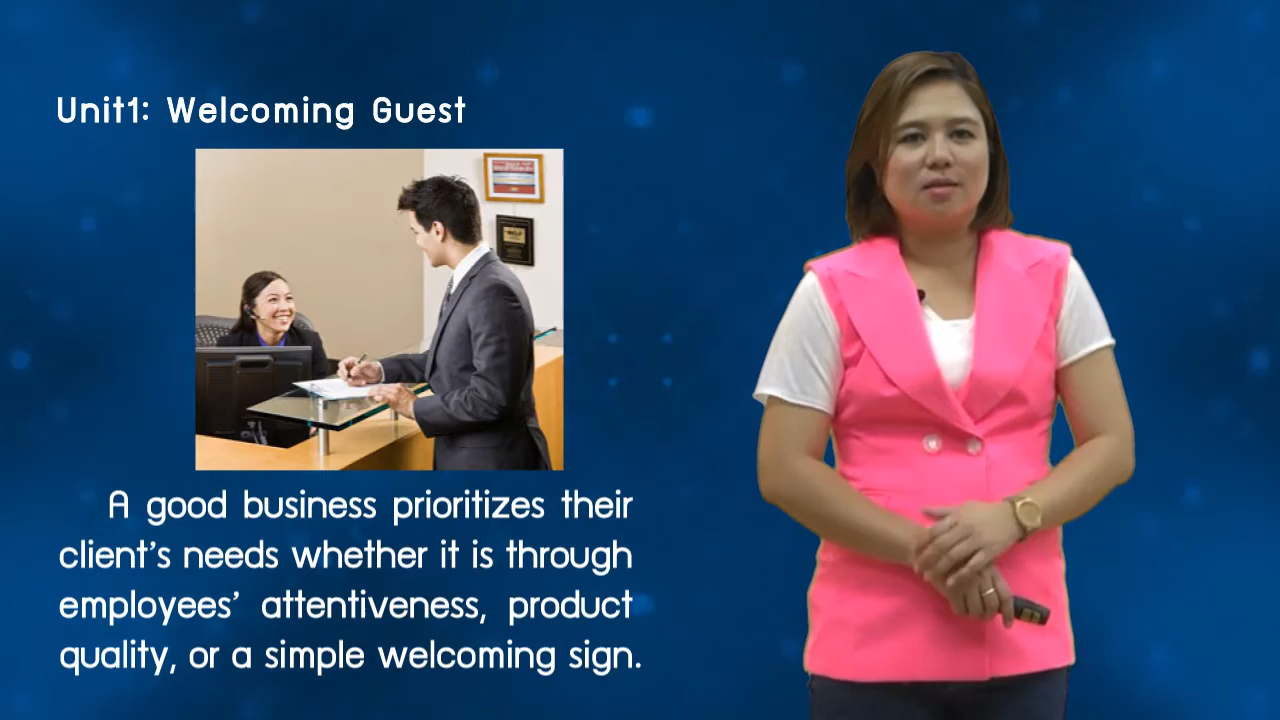 Unit1: Welcoming Guest
A good business prioritizes their
client’s needs whether it is through
employees’ attentiveness, product
quality, or a simple welcoming sign.